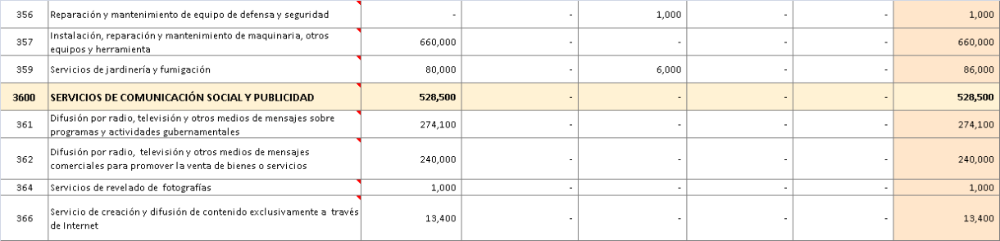 356 Reparación y mantenimiento de equipo de defensa y seguridad - - 1,000 - - 1,000
357 Instalación, reparación y mantenimiento de maquinaria, otros
equipos y herramienta 660,000 - - - - 660,000
359 Servicios de jardinería y fumigación 80,000 - 6,000 - - 86,000
3600 SERVICIOS DE COMUNICACIÓN SOCIAL Y PUBLICIDAD 528,500 - - - - 528,500
361 Difusión por radio, televisión y otros medios de mensajes sobre
programas y actividades gubernamentales 274,100 - - - - 274,100
362 Difusión por radio, televisión y otros medios de mensajes
comerciales para promover la venta de bienes o servicios 240,000 - - - - 240,000
364 Servicios de revelado de fotografías 1,000 - - - - 1,000
366 Servicio de creación y difusión de contenido exclusivamente a través
de Internet 13,400 - - - - 13,400